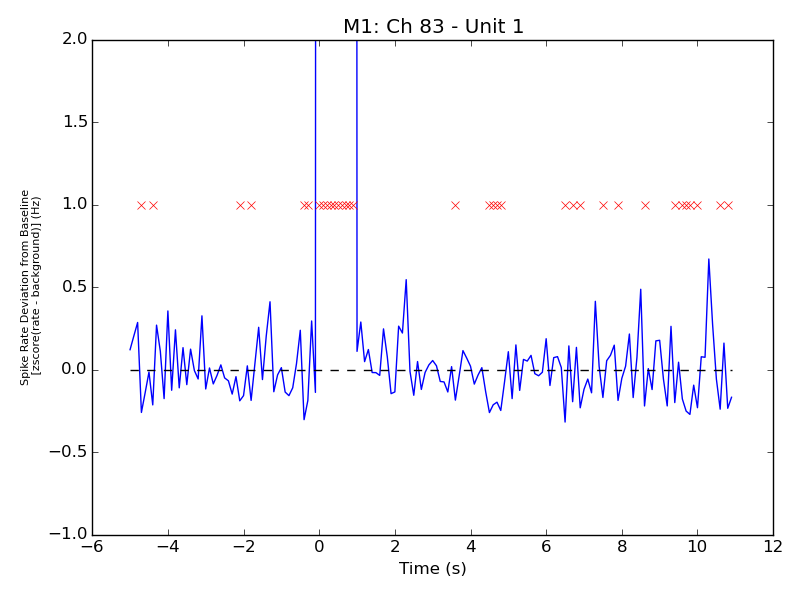 M1: Ch 83 - Unit 1
2.0
1.5
1.0
0.5
0.0
−0.5
−1.0
Spike Rate Deviation from Baseline
[zscore(rate - background)] (Hz)
−6 −4 −2 0 2 4 6 8 10 12
Time (s)